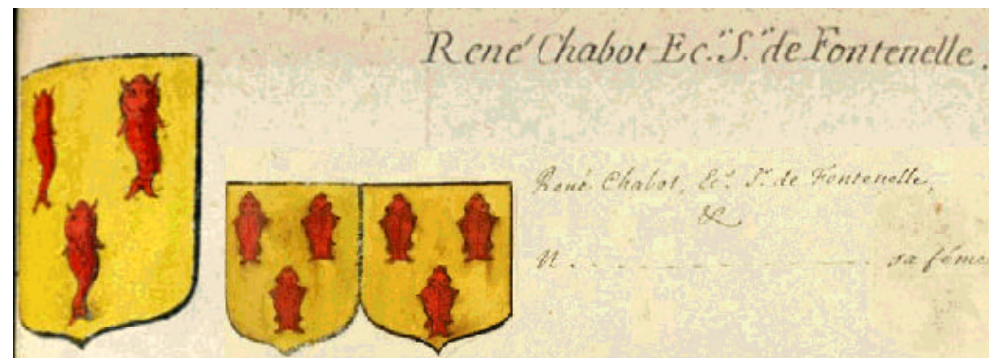 René Chabot Ec.ʳ S.ʳ de Fontenelle.
René Chabot, Ec.ʳ S.ʳ de Fontenelle,
&
N. . . . . . . . . . . . . . . . sa féme